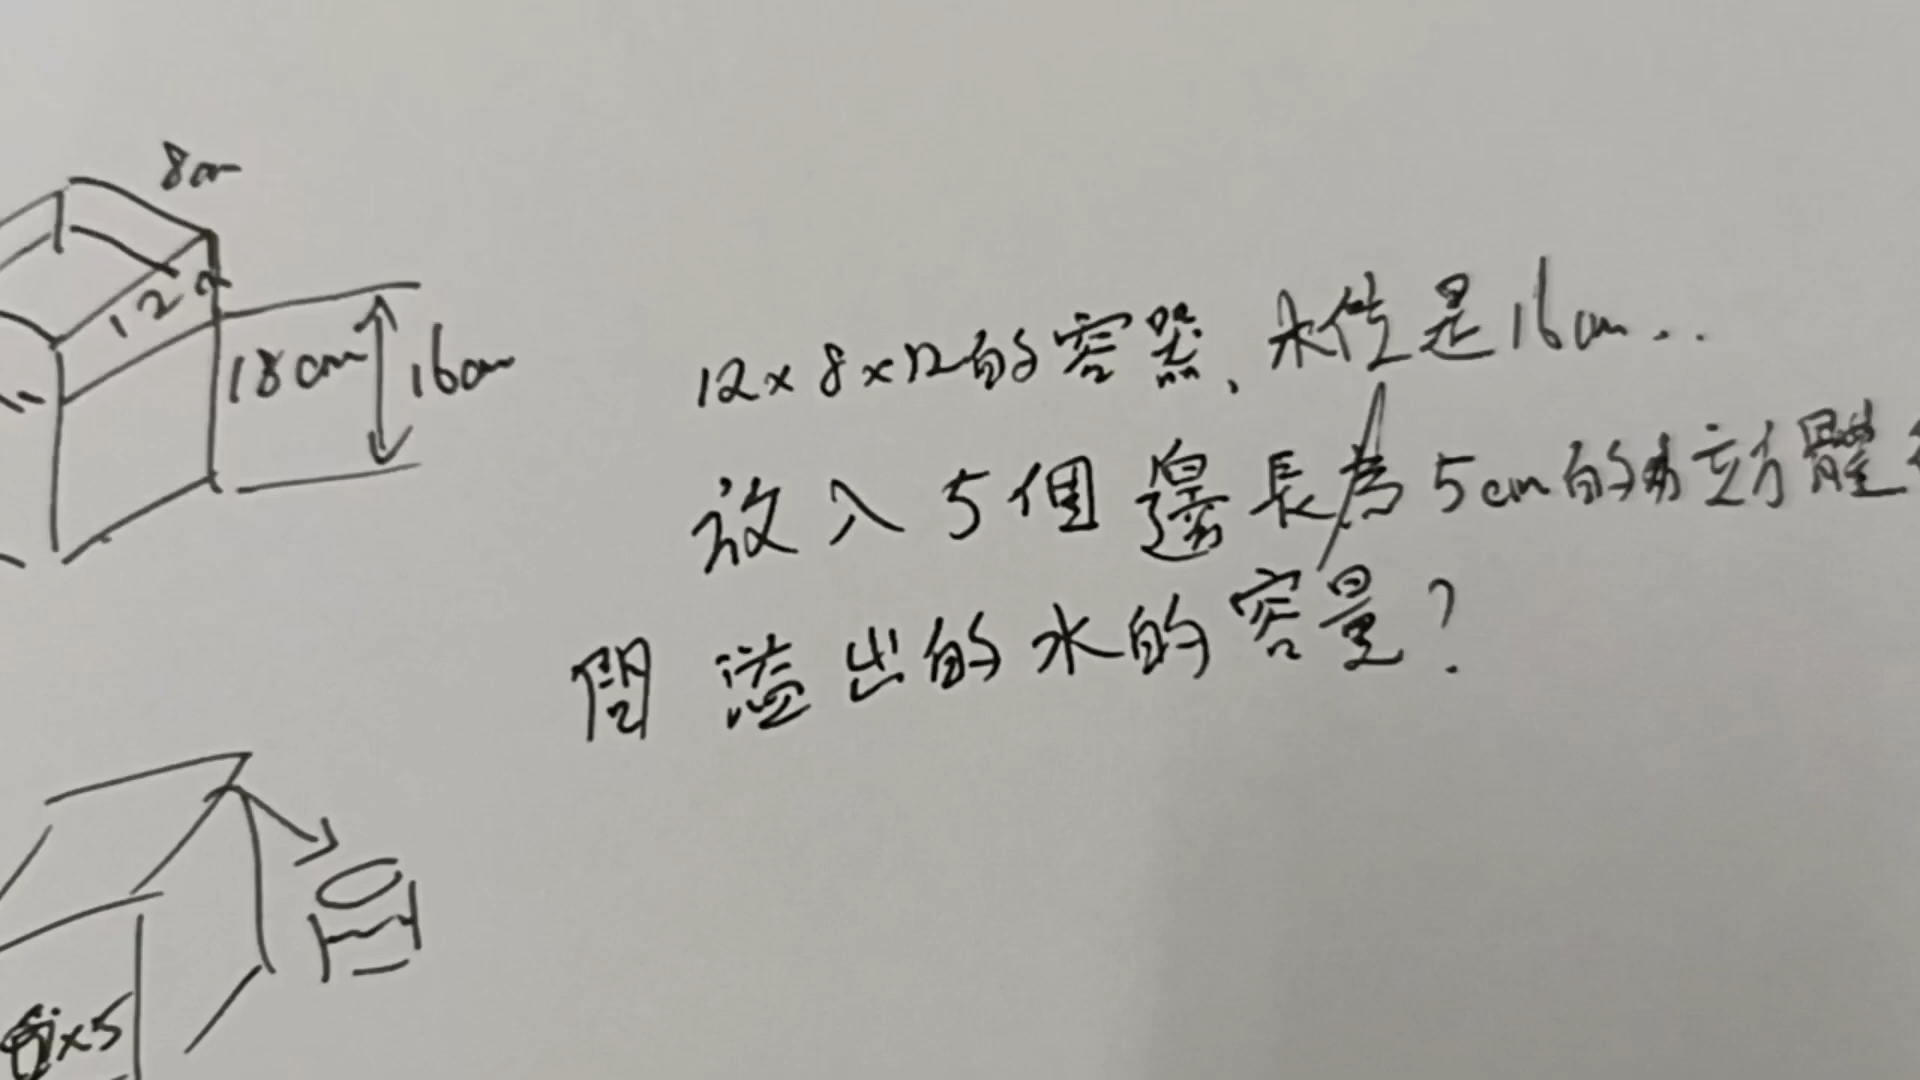 8cm
12
18cm
16cm
12×8×12的容器、水位是16cm...
放入5個邊長為5cm的立方體
問溢出的水的容量?
×5